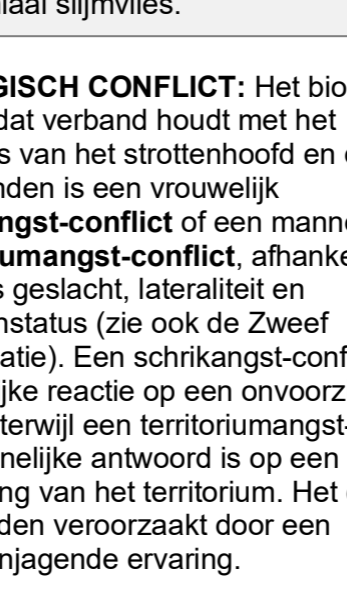 slijmvlies.
GISCH CONFLICT: Het bio
dat verband houdt met het
s van het strottenhoofd en
nden is een vrouwelijk
ngst-conflict of een mann
umangst-conflict, afhanke
s geslacht, lateraliteit en
nstatus (zie ook de Zweef
atie). Een schrikangst-conf
ijke reactie op een onvoorz
terwijl een territoriumangst-
nelijke antwoord is op een
ng van het territorium. Het
den veroorzaakt door een
njagende ervaring.